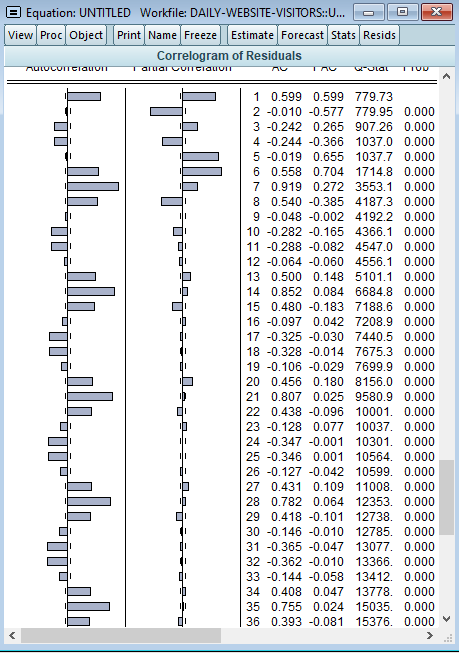 Equation: UNTITLED Workfile: DAILY-WEBSITE-VISITORS::U...
View Proc Object Print Name Freeze Estimate Forecast Stats Resids
Correlogram of Residuals
Autocorrelation Partial Correlation AC PAC Q-Stat Prob
1 0.599 0.599 779.73
2 -0.010 -0.577 779.95 0.000
3 -0.242 0.265 907.26 0.000
4 -0.244 -0.366 1037.0 0.000
5 -0.019 0.655 1037.7 0.000
6 0.558 0.704 1714.8 0.000
7 0.919 0.272 3553.1 0.000
8 0.540 -0.385 4187.3 0.000
9 -0.048 -0.002 4192.2 0.000
10 -0.282 -0.165 4366.1 0.000
11 -0.288 -0.082 4547.0 0.000
12 -0.064 -0.060 4556.1 0.000
13 0.500 0.148 5101.1 0.000
14 0.852 0.084 6684.8 0.000
15 0.480 -0.183 7188.6 0.000
16 -0.097 0.042 7208.9 0.000
17 -0.325 -0.030 7440.5 0.000
18 -0.328 -0.014 7675.3 0.000
19 -0.106 -0.029 7699.9 0.000
20 0.456 0.180 8156.0 0.000
21 0.807 0.025 9580.9 0.000
22 0.438 -0.096 10001. 0.000
23 -0.128 0.077 10037. 0.000
24 -0.347 -0.001 10301. 0.000
25 -0.346 0.001 10564. 0.000
26 -0.127 -0.042 10599. 0.000
27 0.431 0.109 11008. 0.000
28 0.782 0.064 12353. 0.000
29 0.418 -0.101 12738. 0.000
30 -0.146 -0.010 12785. 0.000
31 -0.365 -0.047 13077. 0.000
32 -0.362 -0.010 13366. 0.000
33 -0.144 -0.058 13412. 0.000
34 0.408 0.047 13778. 0.000
35 0.755 0.024 15035. 0.000
36 0.393 -0.081 15376. 0.000